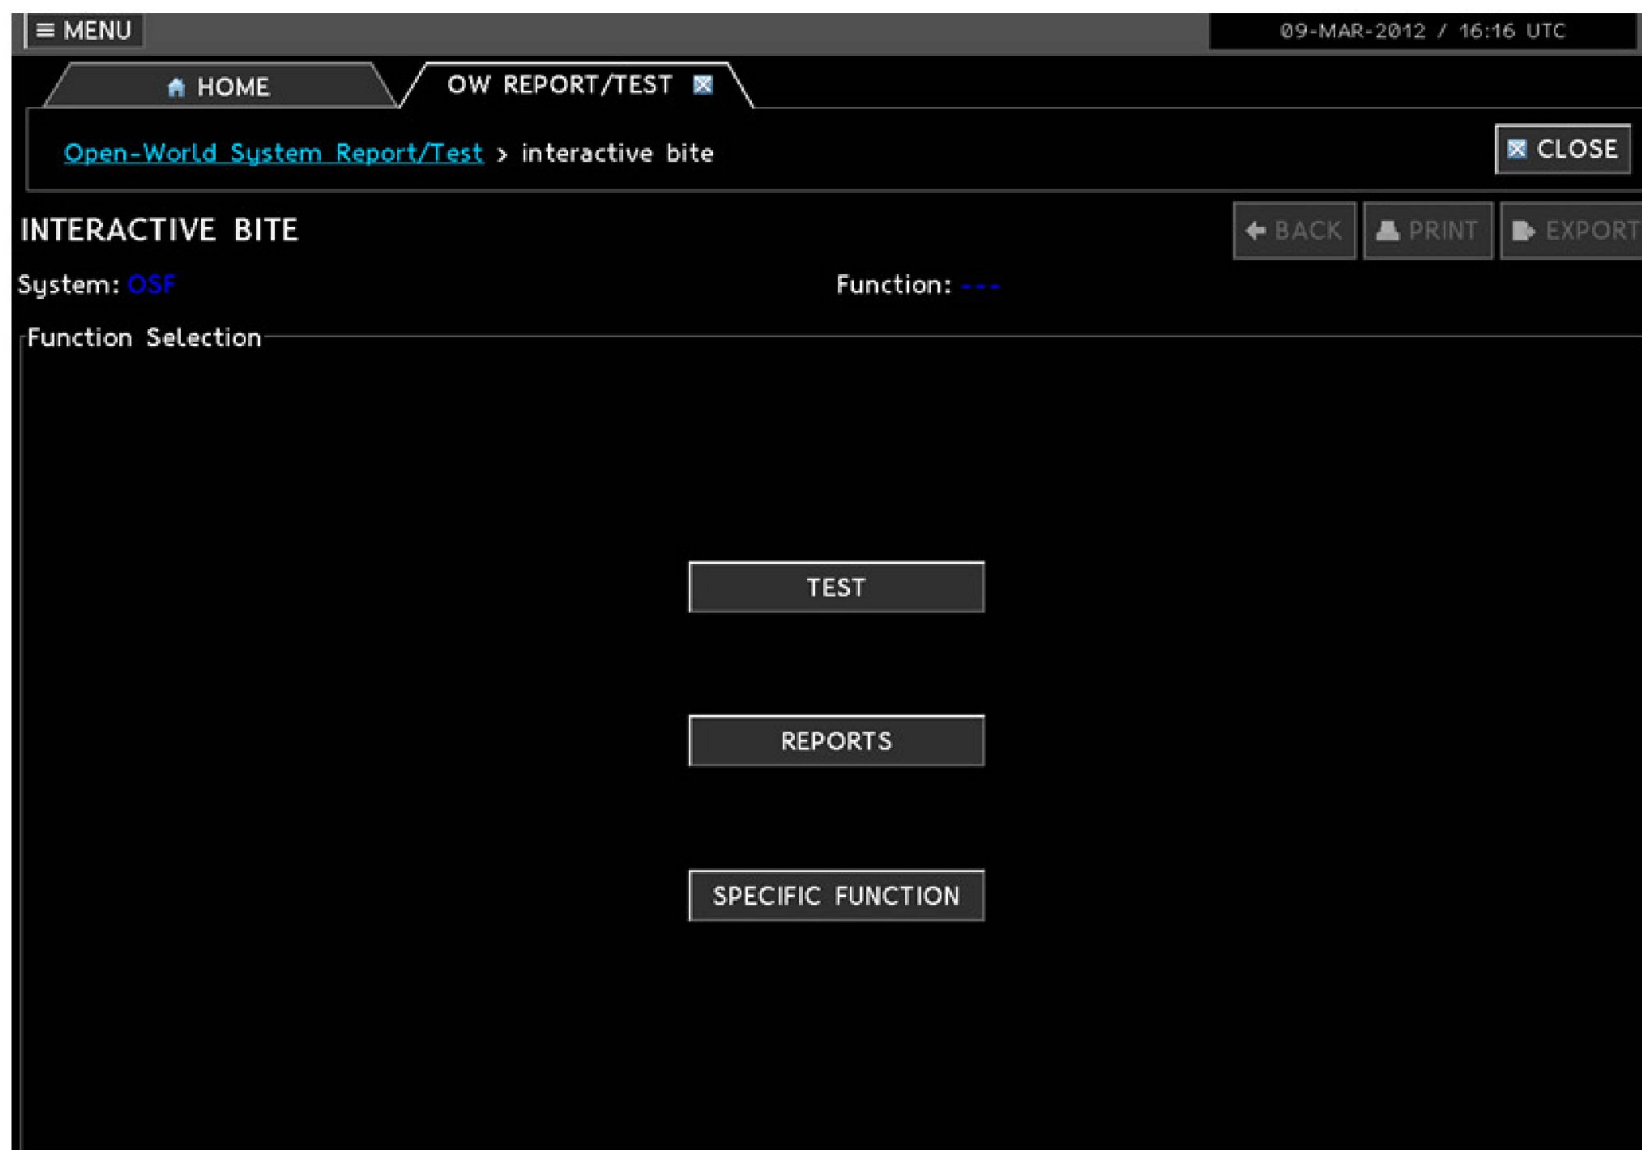 MENU 09-MAR-2012 / 16:16 UTC
HOME OW REPORT/TEST
Open-World System Report/Test > interactive bite CLOSE
INTERACTIVE BITE BACK PRINT EXPORT
System: OSF Function: ---
Function Selection
TEST
REPORTS
SPECIFIC FUNCTION